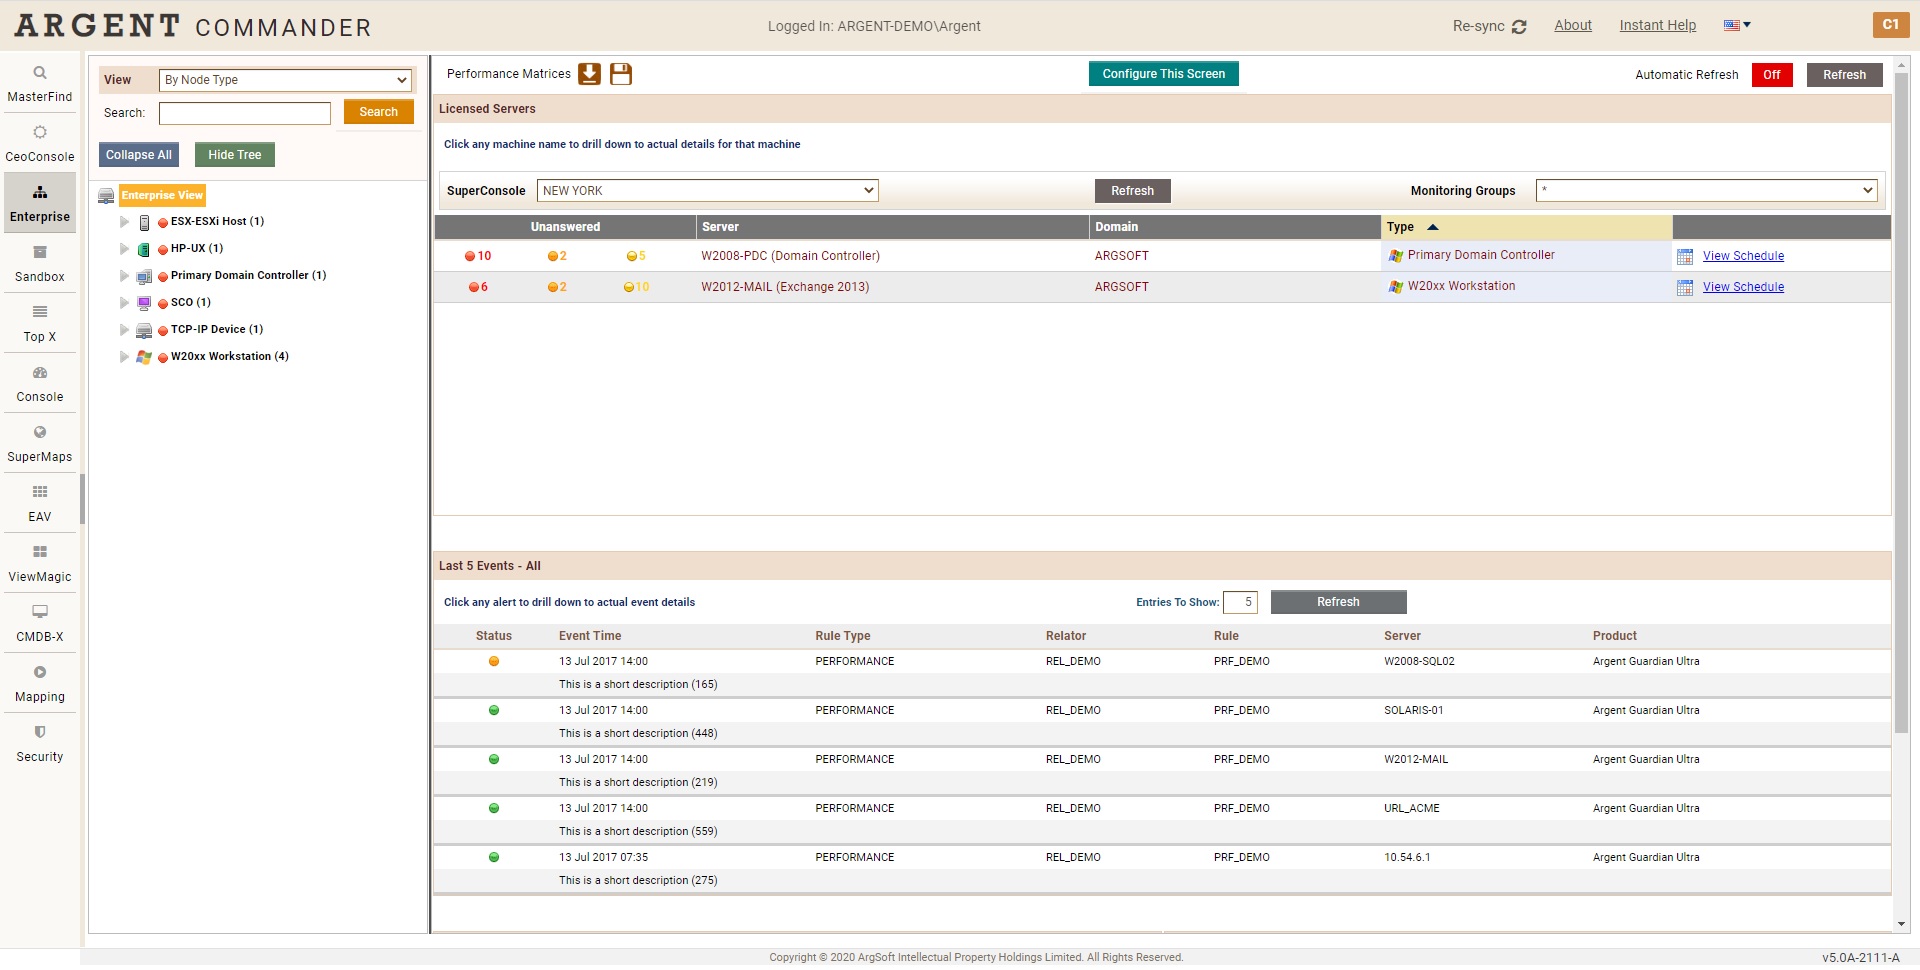 ARGENT COMMANDER
Logged In: ARGENT-DEMO\Argent
Re-sync About Instant Help
C1
MasterFind
CeoConsole
Enterprise
Sandbox
Top X
Console
SuperMaps
EAV
ViewMagic
CMDB-X
Mapping
Security
View By Node Type
Search: Search
Collapse All Hide Tree
Enterprise View
ESX-ESXi Host (1)
HP-UX (1)
Primary Domain Controller (1)
SCO (1)
TCP-IP Device (1)
W20xx Workstation (4)
Performance Matrices Configure This Screen Automatic Refresh Off Refresh
Licensed Servers
Click any machine name to drill down to actual details for that machine
SuperConsole NEW YORK Refresh Monitoring Groups *
Unanswered Server Domain Type
10 2 5 W2008-PDC (Domain Controller) ARGSOFT Primary Domain Controller View Schedule
6 2 10 W2012-MAIL (Exchange 2013) ARGSOFT W20xx Workstation View Schedule
Last 5 Events - All
Click any alert to drill down to actual event details Entries To Show: 5 Refresh
Status Event Time Rule Type Relator Rule Server Product
13 Jul 2017 14:00 PERFORMANCE REL_DEMO PRF_DEMO W2008-SQL02 Argent Guardian Ultra
This is a short description (165)
13 Jul 2017 14:00 PERFORMANCE REL_DEMO PRF_DEMO SOLARIS-01 Argent Guardian Ultra
This is a short description (448)
13 Jul 2017 14:00 PERFORMANCE REL_DEMO PRF_DEMO W2012-MAIL Argent Guardian Ultra
This is a short description (219)
13 Jul 2017 14:00 PERFORMANCE REL_DEMO PRF_DEMO URL_ACME Argent Guardian Ultra
This is a short description (559)
13 Jul 2017 07:35 PERFORMANCE REL_DEMO PRF_DEMO 10.54.6.1 Argent Guardian Ultra
This is a short description (275)
Copyright © 2020 ArgSoft Intellectual Property Holdings Limited. All Rights Reserved.
v5.0A-2111-A